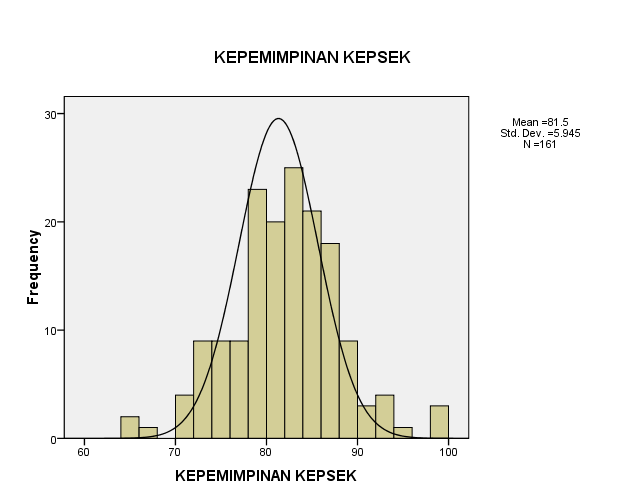 KEPEMIMPINAN KEPSEK
Mean =81.5
Std. Dev. =5.945
N =161
Frequency
30
20
10
0
60 70 80 90 100
KEPEMIMPINAN KEPSEK